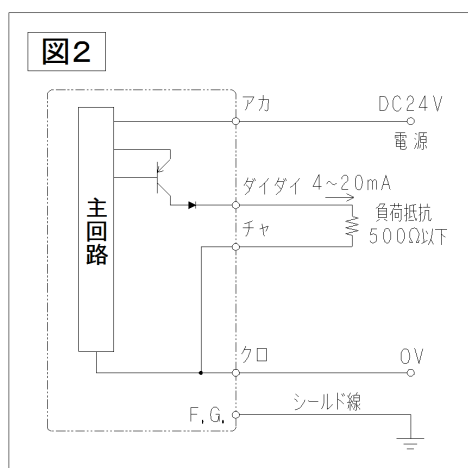 図2
アカ
DC24V
電源
ダイダイ
4～20mA
負荷抵抗
500Ω以下
チャ
主回路
クロ
0V
シールド線
F.G.